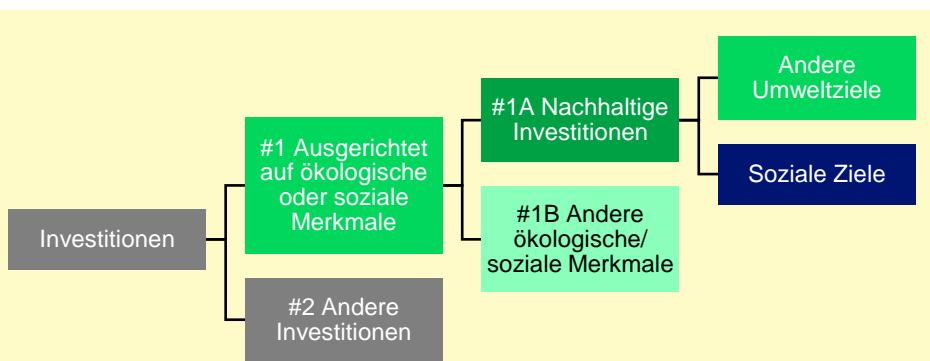 Investitionen
#1 Ausgerichtet
auf ökologische
oder soziale
Merkmale
#2 Andere
Investitionen
#1A Nachhaltige
Investitionen
#1B Andere
ökologische/
soziale Merkmale
Andere
Umweltziele
Soziale Ziele